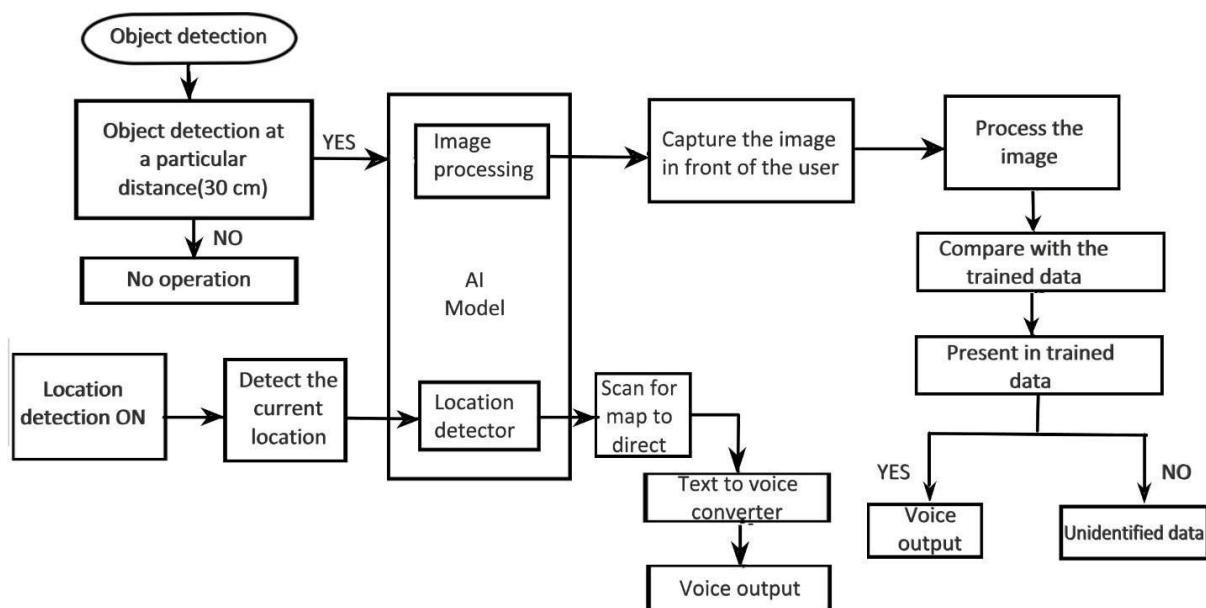 Object detection
Object detection at
a particular
distance(30 cm)
YES
NO
No operation
Image
processing
AI
Model
Capture the image
in front of the user
Process the
image
Compare with the
trained data
Present in trained
data
YES
NO
Voice
output
Unidentified data
Location
detection ON
Detect the
current
location
Location
detector
Scan for
map to
direct
Text to voice
converter
Voice output